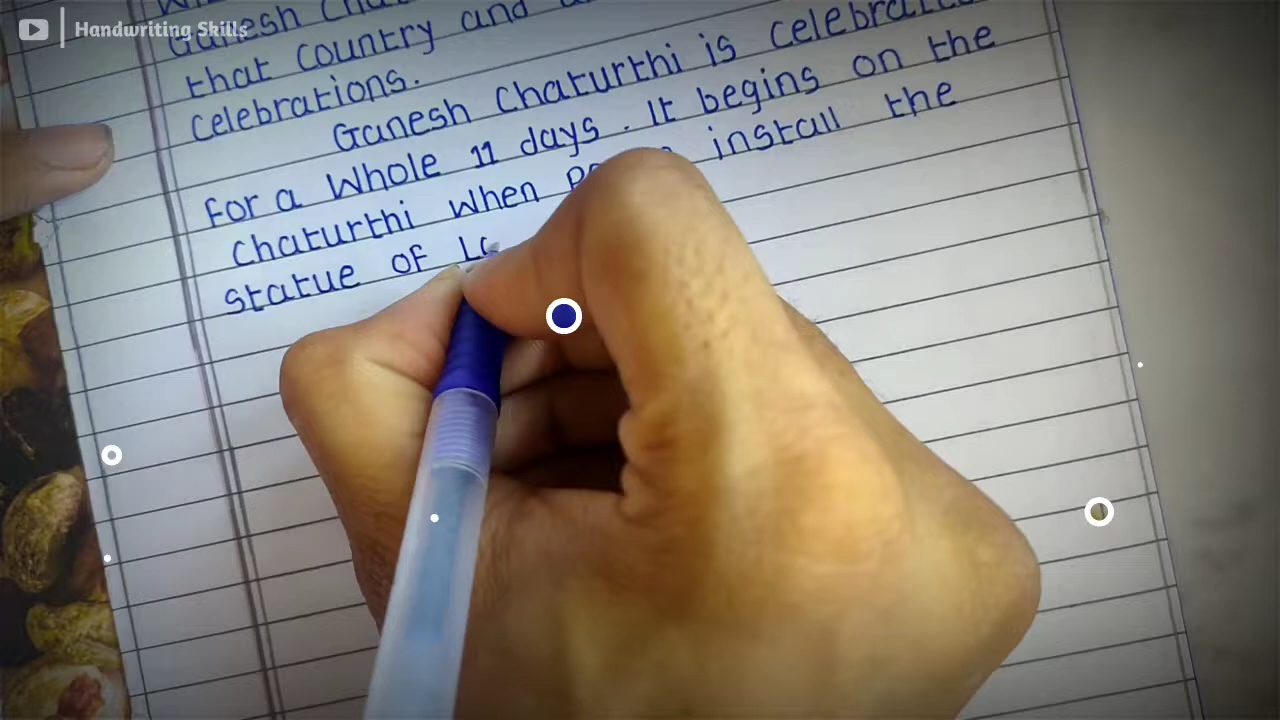 Handwriting Skills
Ganesh
that country and
celebrations.
Ganesh Chaturthi is
For a Whole 11 days. It begins on the
Chaturthi when install the
statue of